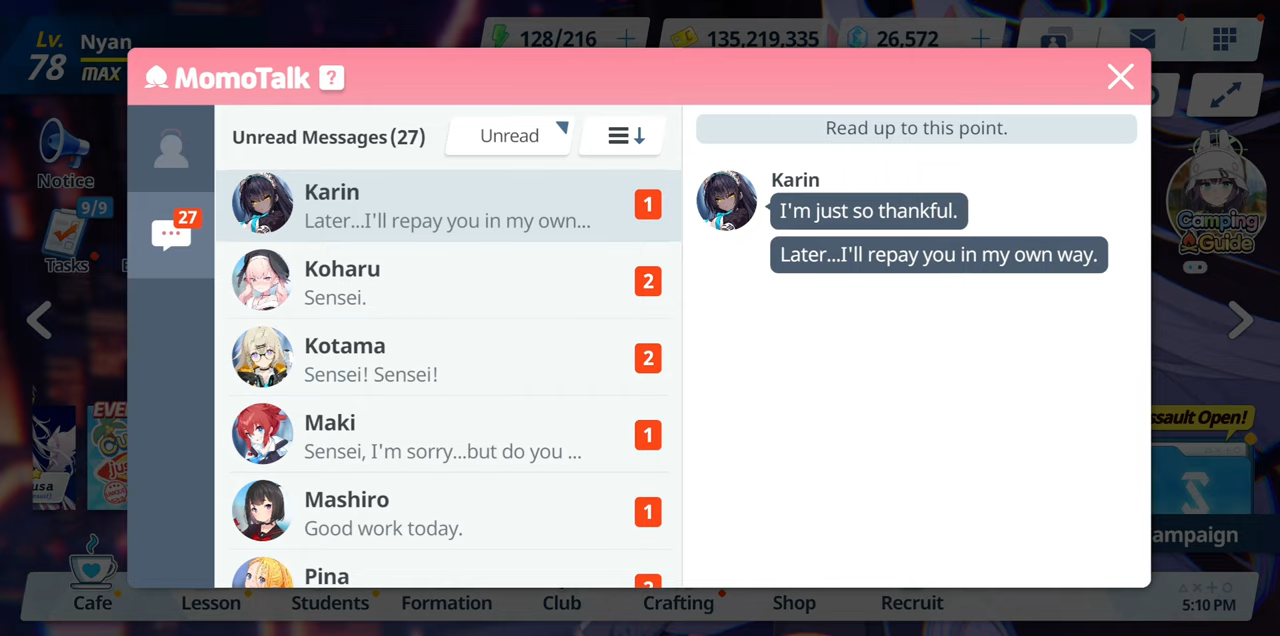 Lv.
78
Nyan
MAX
128/216
135,219,335
26,572
MomoTalk ?
Notice
9/9
Tasks
27
Unread Messages (27)
Unread
Karin
Later...I'll repay you in my own...
1
Koharu
Sensei.
2
Kotama
Sensei! Sensei!
2
Maki
Sensei, I'm sorry...but do you ...
1
Mashiro
Good work today.
1
Pina
Read up to this point.
Karin
I'm just so thankful.
Later...I'll repay you in my own way.
Camping
Guide
ssault Open!
ampaign
EVE
usa
Cafe
Lesson
Students
Formation
Club
Crafting
Shop
Recruit
5:10 PM